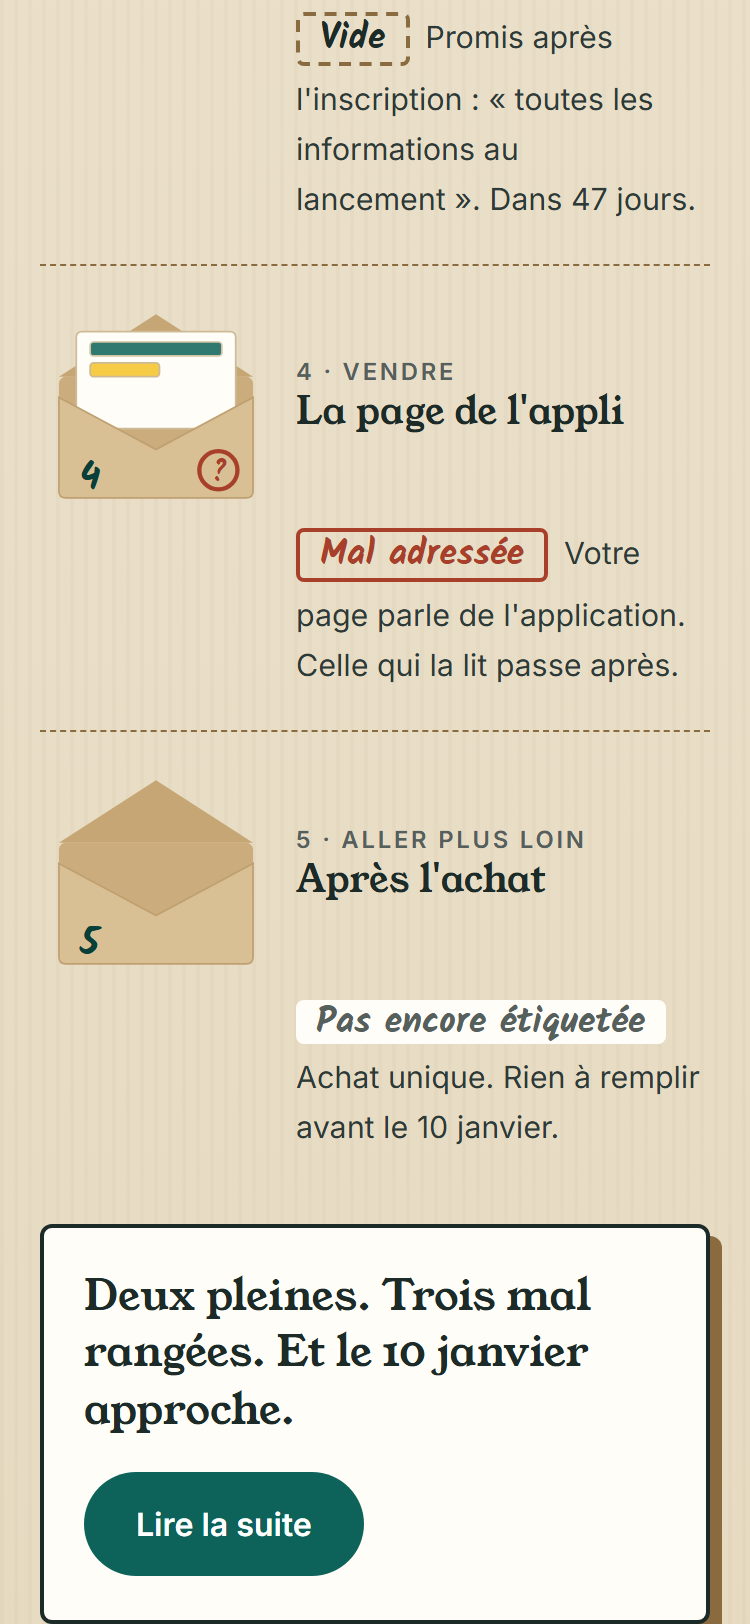 Vide Promis après
l'inscription : « toutes les
informations au
lancement ». Dans 47 jours.
4 · VENDRE
La page de l'appli
4 ?
Mal adressée Votre
page parle de l'application.
Celle qui la lit passe après.
5 · ALLER PLUS LOIN
Après l'achat
5
Pas encore étiquetée
Achat unique. Rien à remplir
avant le 10 janvier.
Deux pleines. Trois mal
rangées. Et le 10 janvier
approche.
Lire la suite